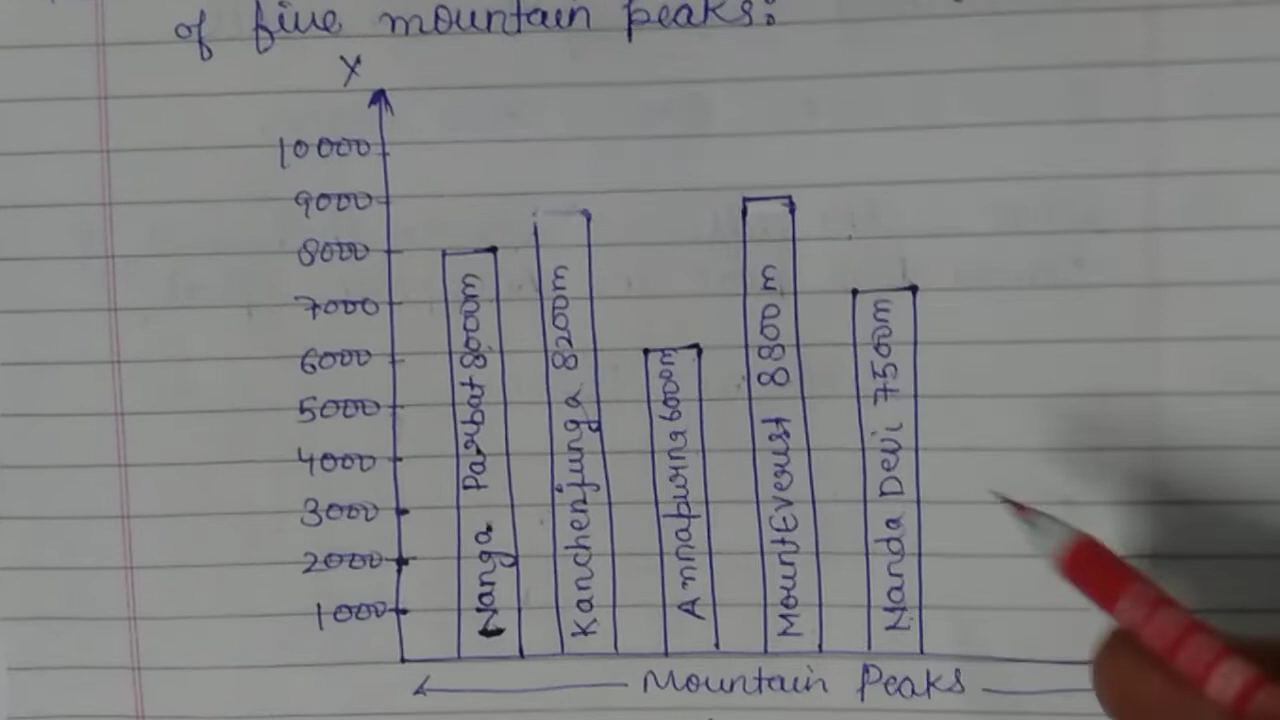 of five mountain peaks:
Y
10000
9000
8000
7000
6000
5000
4000
3000
2000
1000
Nanga Parbat 8000m
Kanchenjunga 8200m
Annapurna 6000m
Mount Everest 8800m
Nanda Devi 7500m
Mountain Peaks